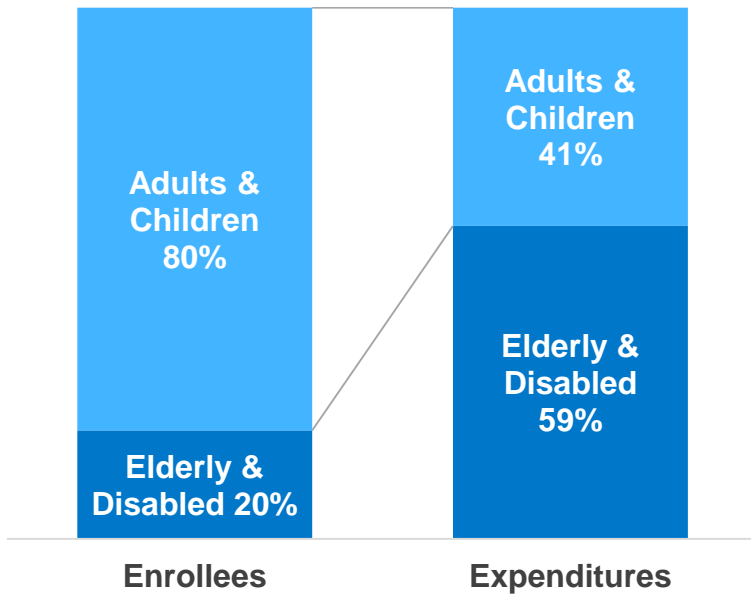 Adults &
Children
80%
Elderly &
Disabled 20%
Adults &
Children
41%
Elderly &
Disabled
59%
Enrollees
Expenditures